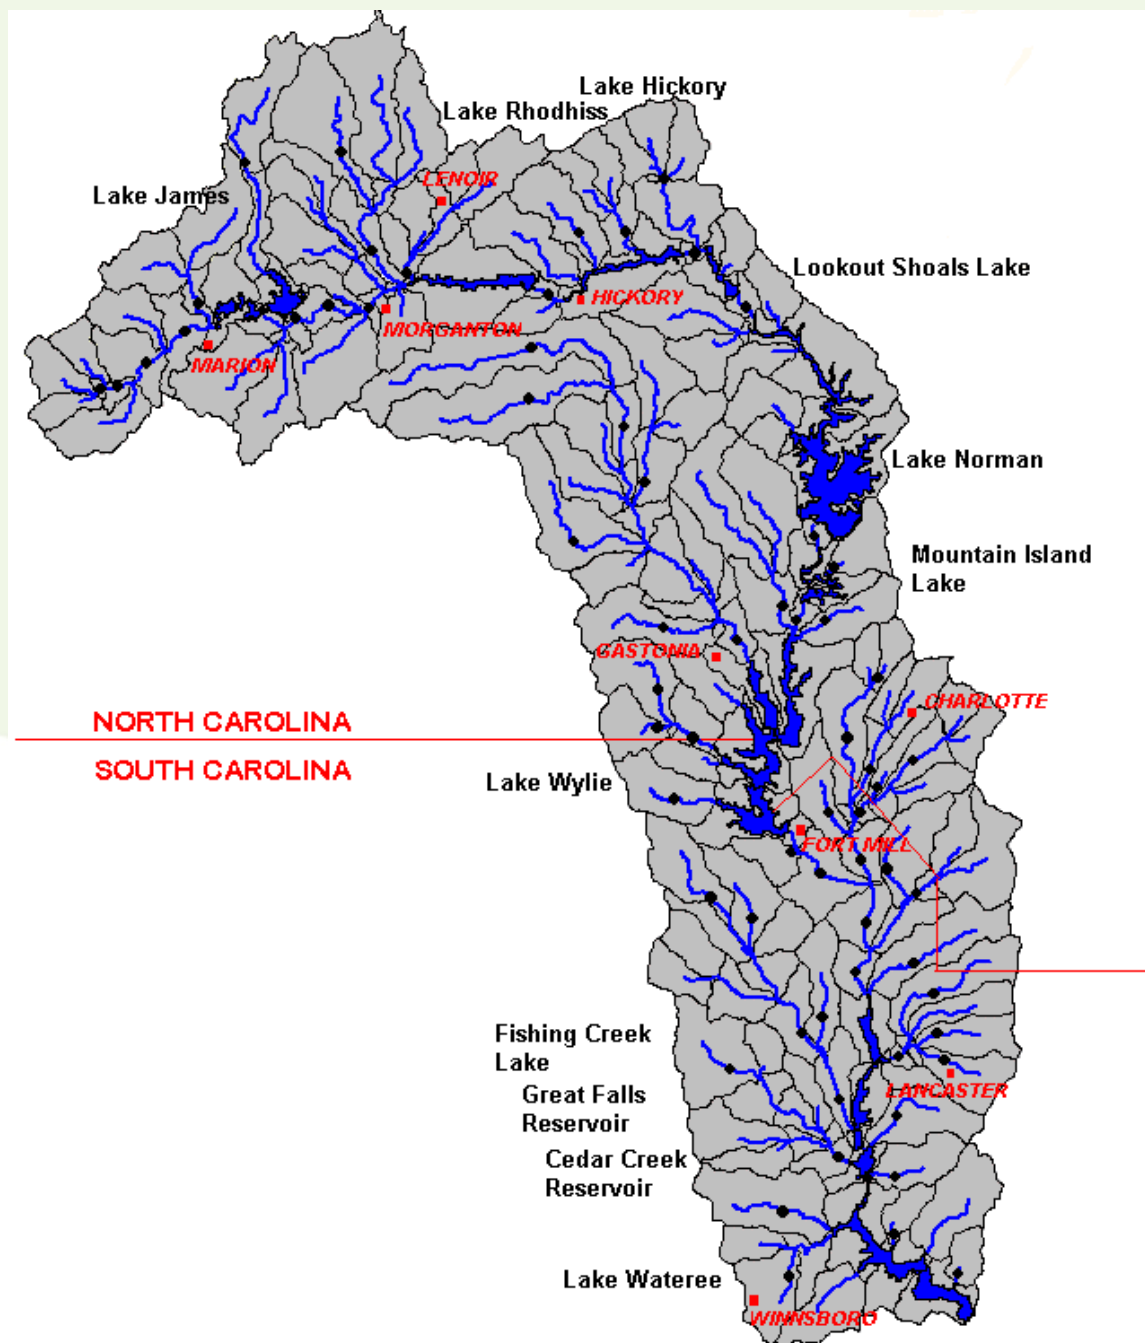 Lake Hickory
Lake Rhodhiss
LENOIR
Lake James
Lookout Shoals Lake
HICKORY
MORGANTON
MARION
Lake Norman
Mountain Island
Lake
GASTONIA
CHARLOTTE
NORTH CAROLINA
SOUTH CAROLINA
Lake Wylie
FORT MILL
Fishing Creek
Lake
LANCASTER
Great Falls
Reservoir
Cedar Creek
Reservoir
Lake Wateree
WINNSBORO